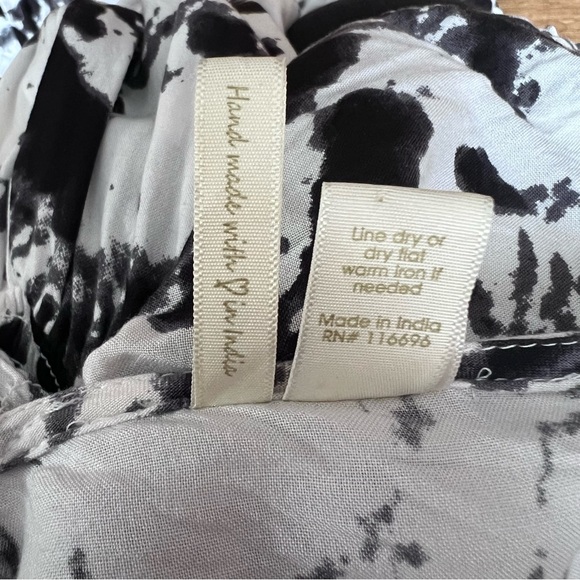 Hand made with ♡ in India
Line dry or
dry flat
warm iron if
needed
Made in India
RN# 116696